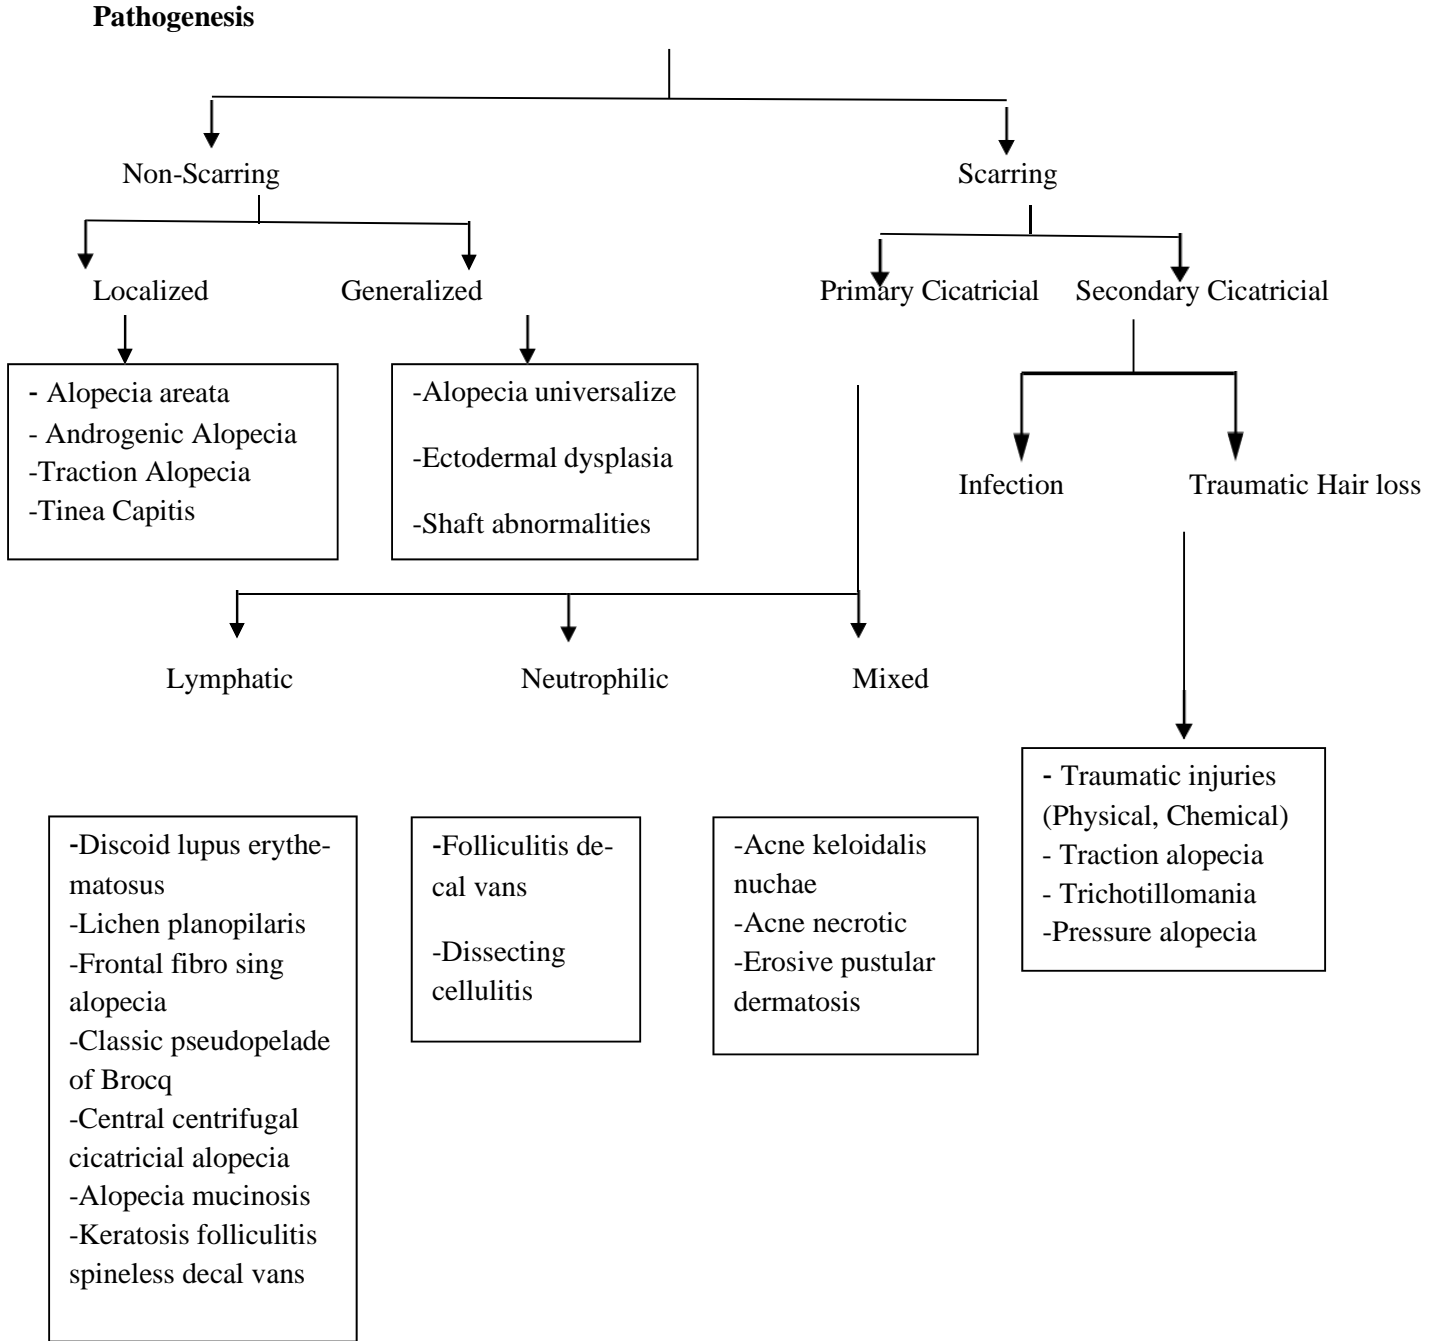 Pathogenesis
Non-Scarring
Scarring
Localized
Generalized
Primary Cicatricial
Secondary Cicatricial
- Alopecia areata
- Androgenic Alopecia
-Traction Alopecia
-Tinea Capitis
-Alopecia universalize
-Ectodermal dysplasia
-Shaft abnormalities
Infection
Traumatic Hair loss
Lymphatic
Neutrophilic
Mixed
-Discoid lupus erythe-
matosus
-Lichen planopilaris
-Frontal fibro sing
alopecia
-Classic pseudopelade
of Brocq
-Central centrifugal
cicatricial alopecia
-Alopecia mucinosis
-Keratosis folliculitis
spineless decal vans
-Folliculitis de-
cal vans
-Dissecting
cellulitis
-Acne keloidalis
nuchae
-Acne necrotic
-Erosive pustular
dermatosis
- Traumatic injuries
(Physical, Chemical)
- Traction alopecia
- Trichotillomania
-Pressure alopecia